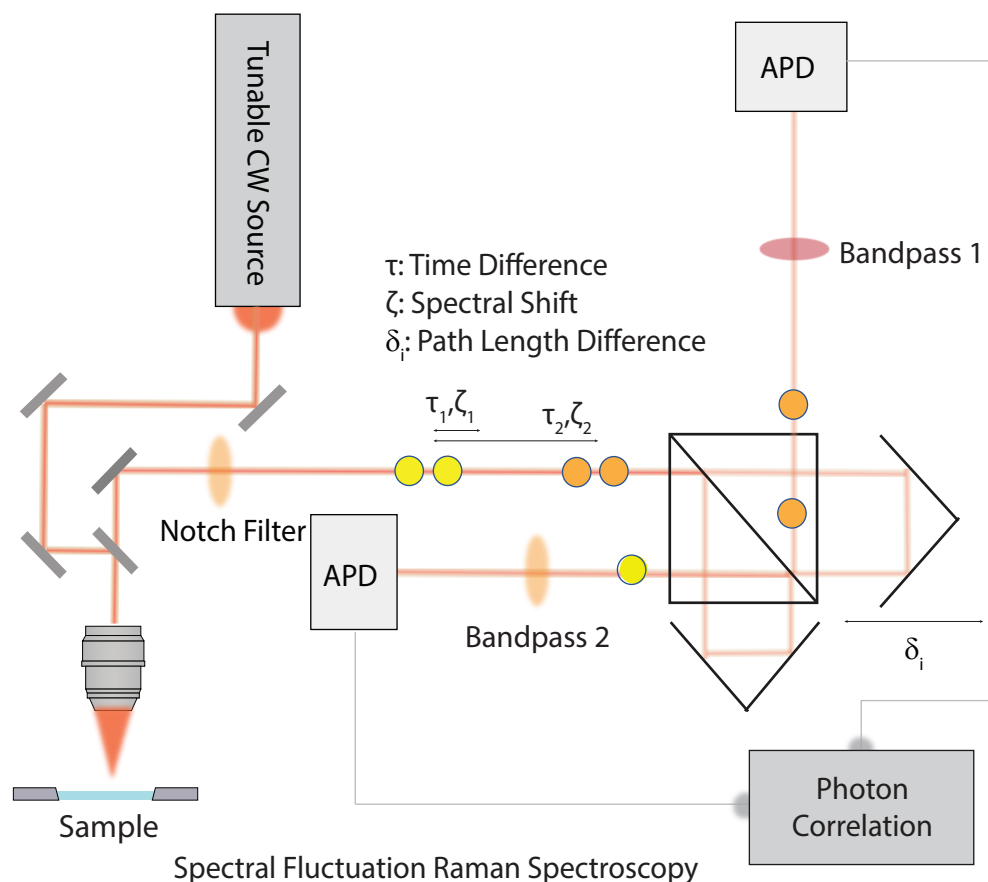 Tunable CW Source
APD
Bandpass 1
τ: Time Difference
ζ: Spectral Shift
δi: Path Length Difference
τ1,ζ1
τ2,ζ2
Notch Filter
APD
Bandpass 2
δi
Sample
Photon
Correlation
Spectral Fluctuation Raman Spectroscopy